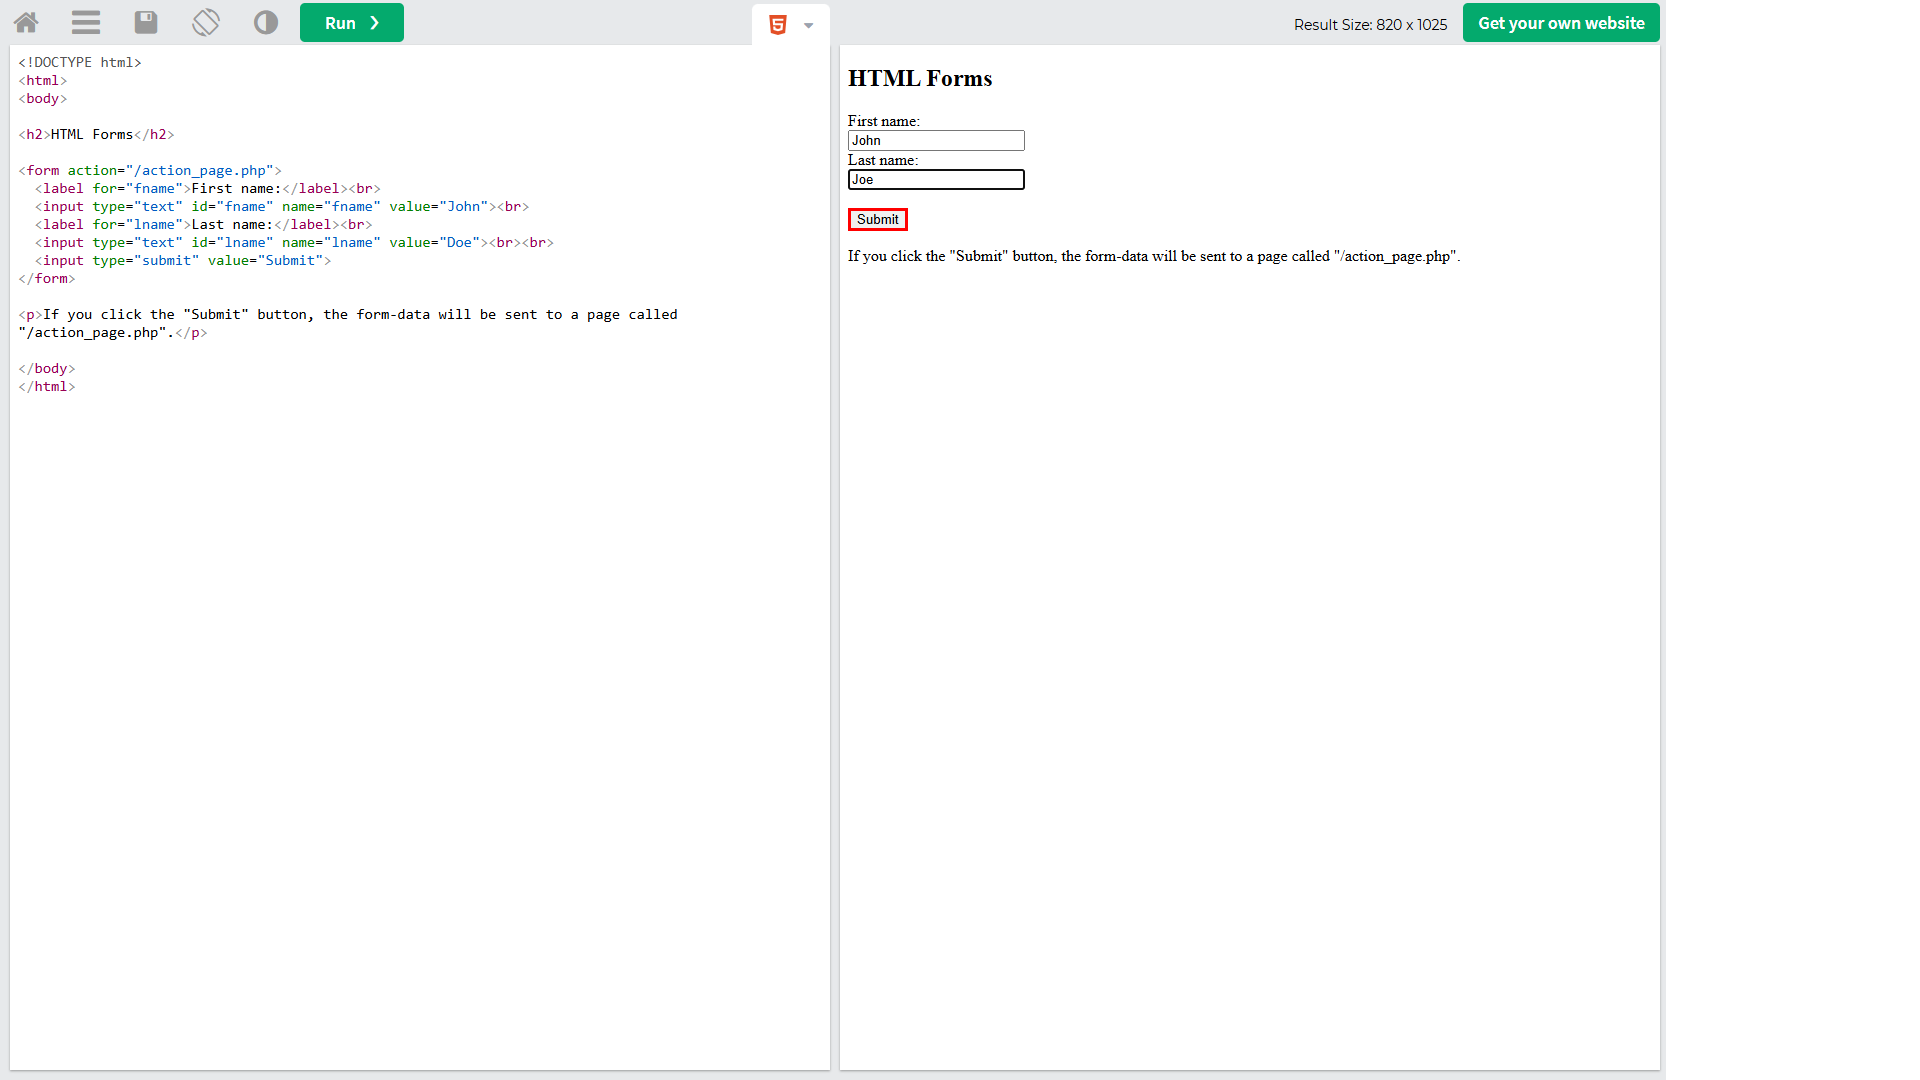 Run ❯
Result Size: 820 x 1025
Get your own website
<!DOCTYPE html>
<html>
<body>
<h2>HTML Forms</h2>
<form action="/action_page.php">
<label for="fname">First name:</label><br>
<input type="text" id="fname" name="fname" value="John"><br>
<label for="lname">Last name:</label><br>
<input type="text" id="lname" name="lname" value="Doe"><br><br>
<input type="submit" value="Submit">
</form>
<p>If you click the "Submit" button, the form-data will be sent to a page called
"/action_page.php".</p>
</body>
</html>
HTML Forms
First name:
John
Last name:
Joe
Submit
If you click the "Submit" button, the form-data will be sent to a page called "/action_page.php".